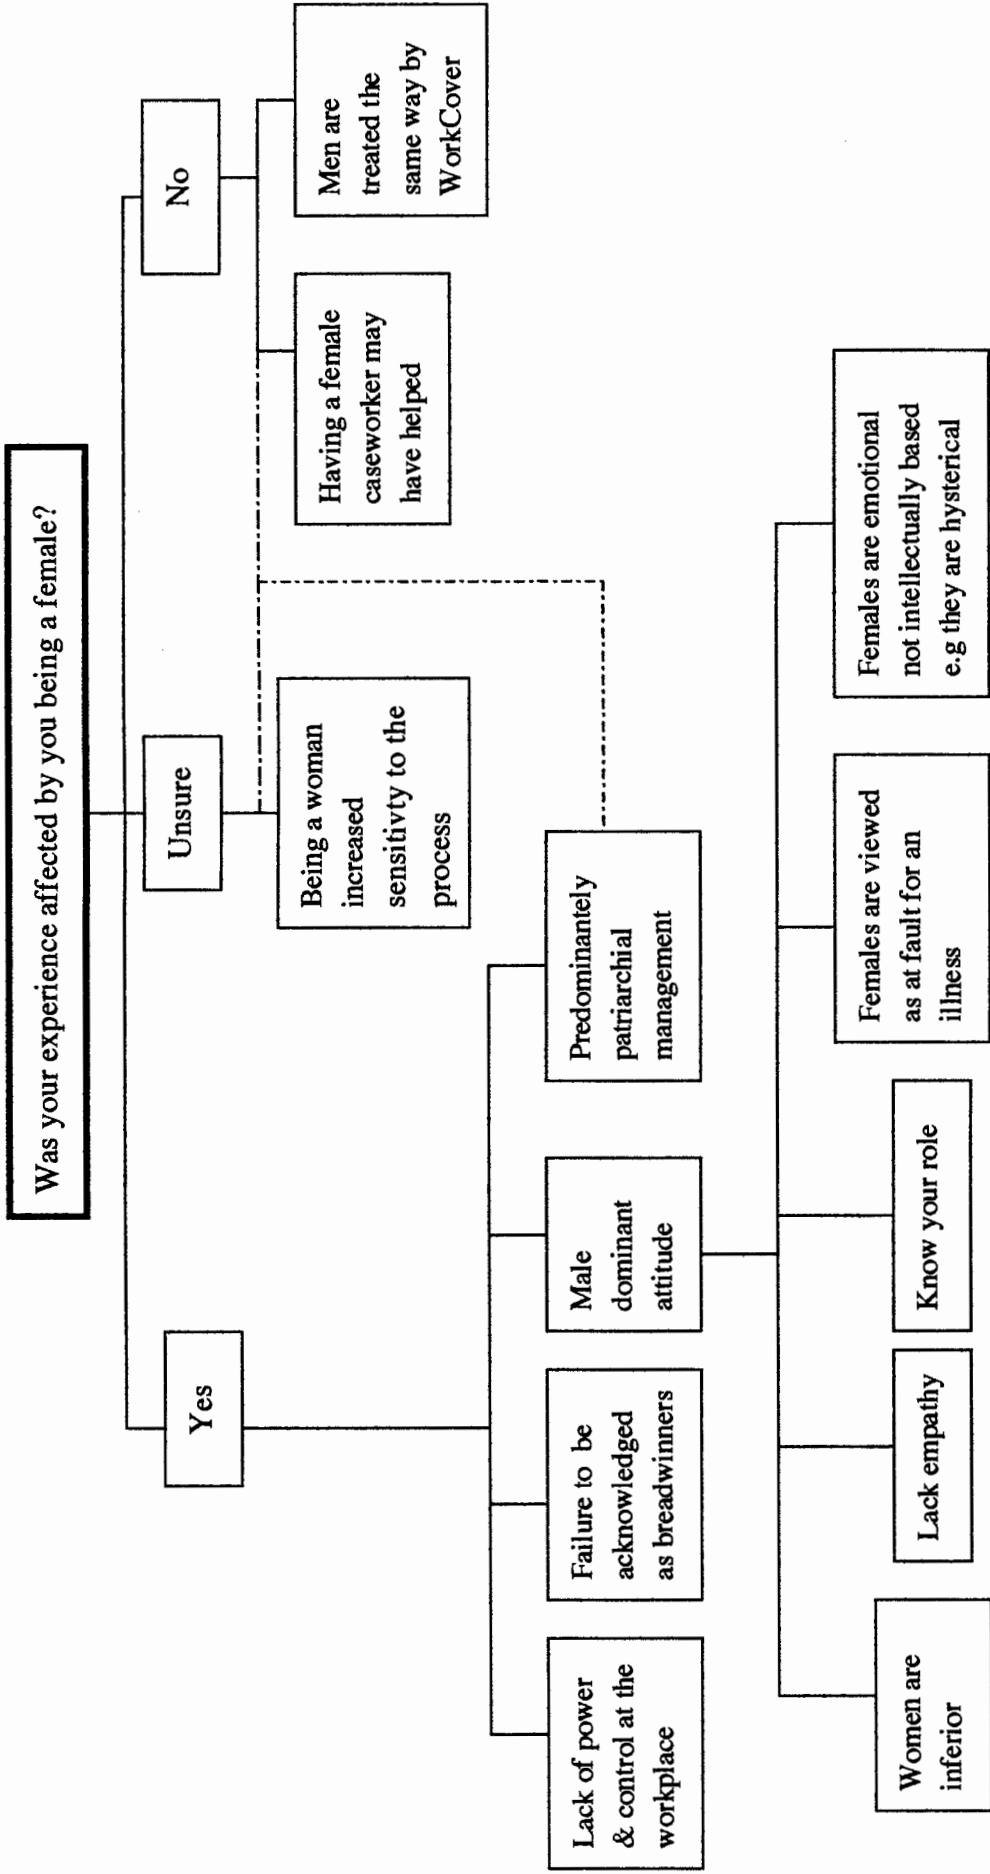 Was your experience affected by you being a female?
Yes
Unsure
No
Being a woman
increased
sensitivty to the
process
Having a female
caseworker may
have helped
Men are
treated the
same way by
WorkCover
Lack of power
& control at the
workplace
Failure to be
acknowledged
as breadwinners
Male
dominant
attitude
Predominantely
patriarchial
management
Women are
inferior
Lack empathy
Know your role
Females are viewed
as at fault for an
illness
Females are emotional
not intellectually based
e.g they are hysterical